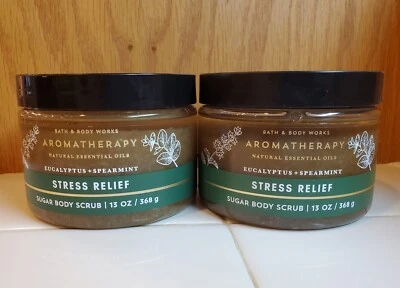 BATH & BODY WORKS
AROMATHERAPY
NATURAL ESSENTIAL OILS
EUCALYPTUS + SPEARMINT
STRESS RELIEF
SUGAR BODY SCRUB | 13 OZ / 368 g
BATH & BODY WORKS
AROMATHERAPY
NATURAL ESSENTIAL OILS
EUCALYPTUS + SPEARMINT
STRESS RELIEF
SUGAR BODY SCRUB | 13 OZ / 368 g